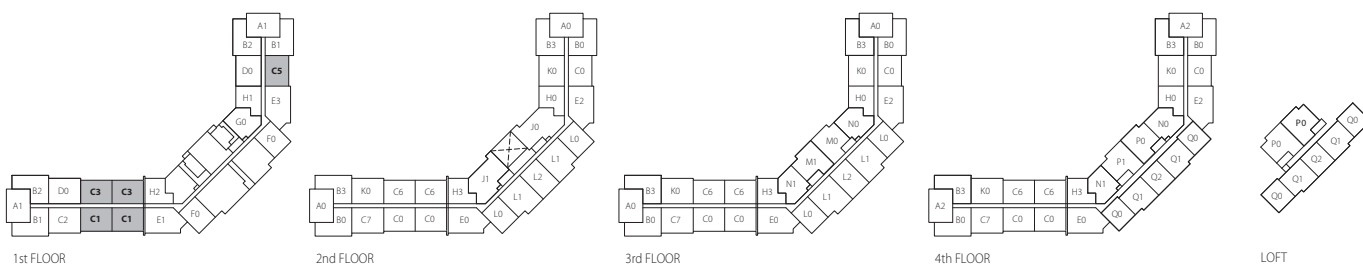 A1
B2 B1
D0 C5
H1 E3
G0
F0
B2 D0 C3 C3 H2
A1
B1 C2 C1 C1 E1 F0
1st FLOOR
A0
B3 B0
K0 C0
H0 E2
J0
L0
L1
L2
J1 L1
B3 K0 C6 C6 H3 L0
A0
B0 C7 C0 C0 E0
2nd FLOOR
A0
B3 B0
K0 C0
H0 E2
N0
M0 L0
M1 L1
L2
N1 L1
B3 K0 C6 C6 H3 L0
A0
B0 C7 C0 C0 E0
3rd FLOOR
A2
B3 B0
K0 C0
H0 E2
N0
P0 Q0
P1 Q1
Q2
N1 Q1
B3 K0 C6 C6 H3 Q0
A2
B0 C7 C0 C0 E0
4th FLOOR
P0 Q0
P0 Q1
Q2
Q1
Q0
LOFT